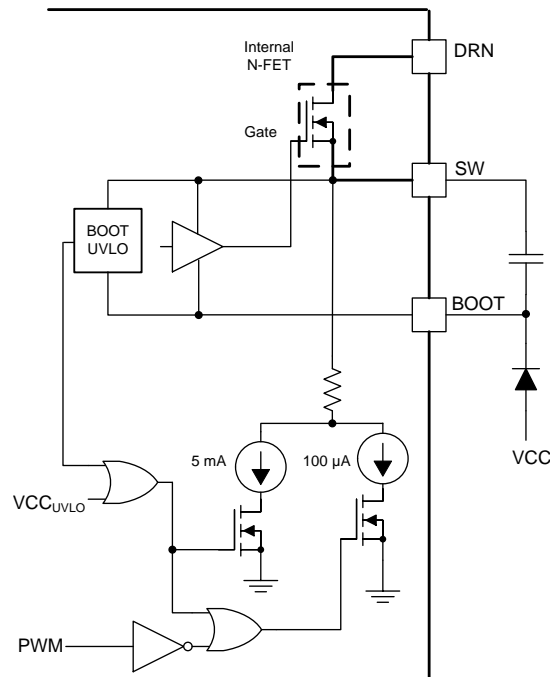 Internal
N-FET
DRN
Gate
SW
BOOT
UVLO
BOOT
5 mA
100 µA
VCC
VCCUVLO
PWM